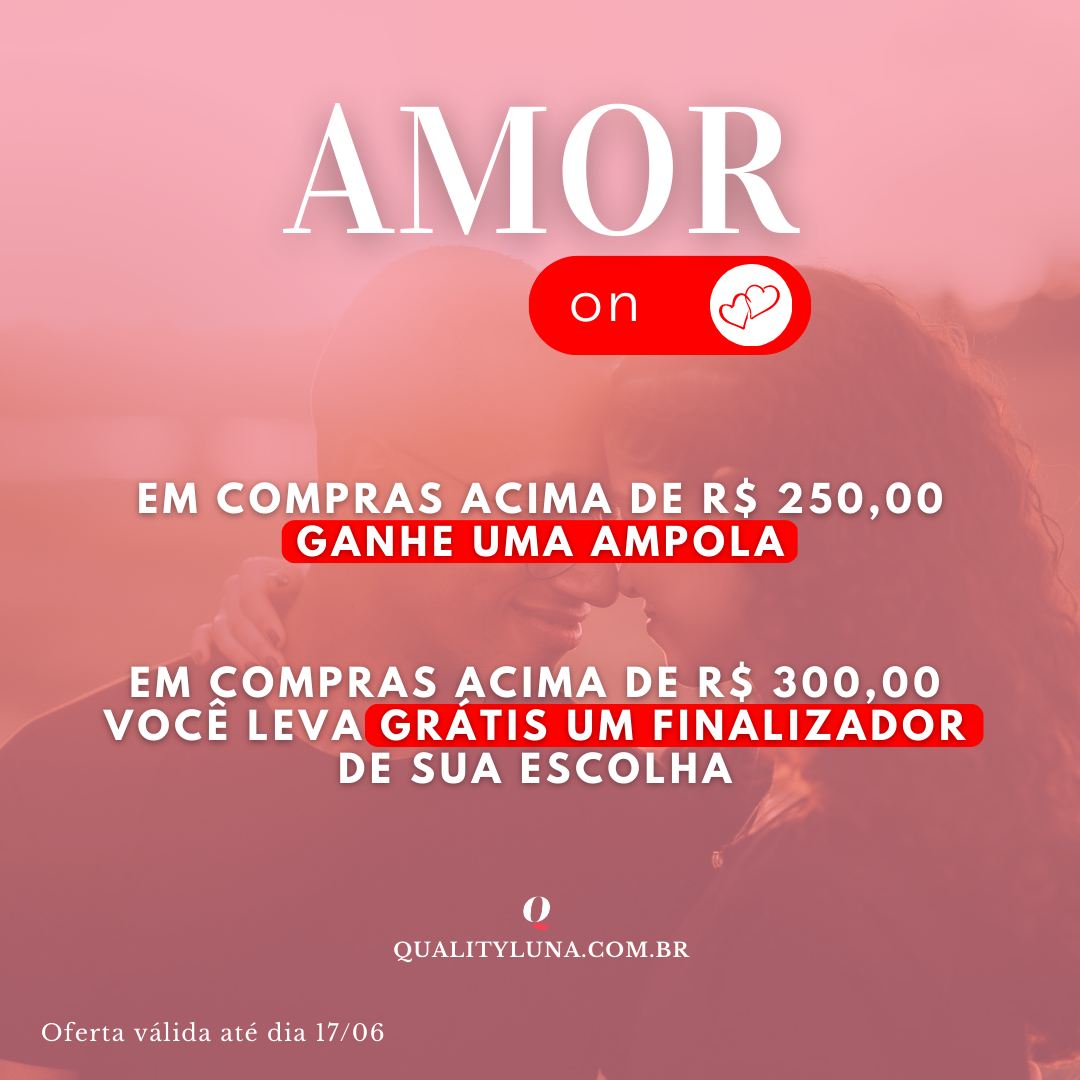 AMOR
on
EM COMPRAS ACIMA DE R$ 250,00
GANHE UMA AMPOLA
EM COMPRAS ACIMA DE R$ 300,00
VOCÊ LEVA GRÁTIS UM FINALIZADOR
DE SUA ESCOLHA
Q
QUALITYLUNA.COM.BR
Oferta válida até dia 17/06